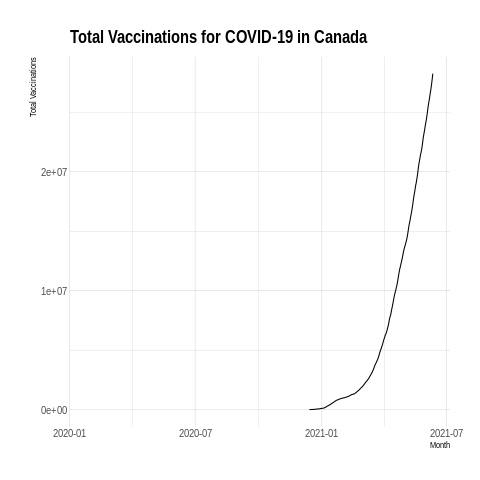 Total Vaccinations for COVID-19 in Canada
Total Vaccinations
2e+07
1e+07
0e+00
2020-01
2020-07
2021-01
2021-07
Month